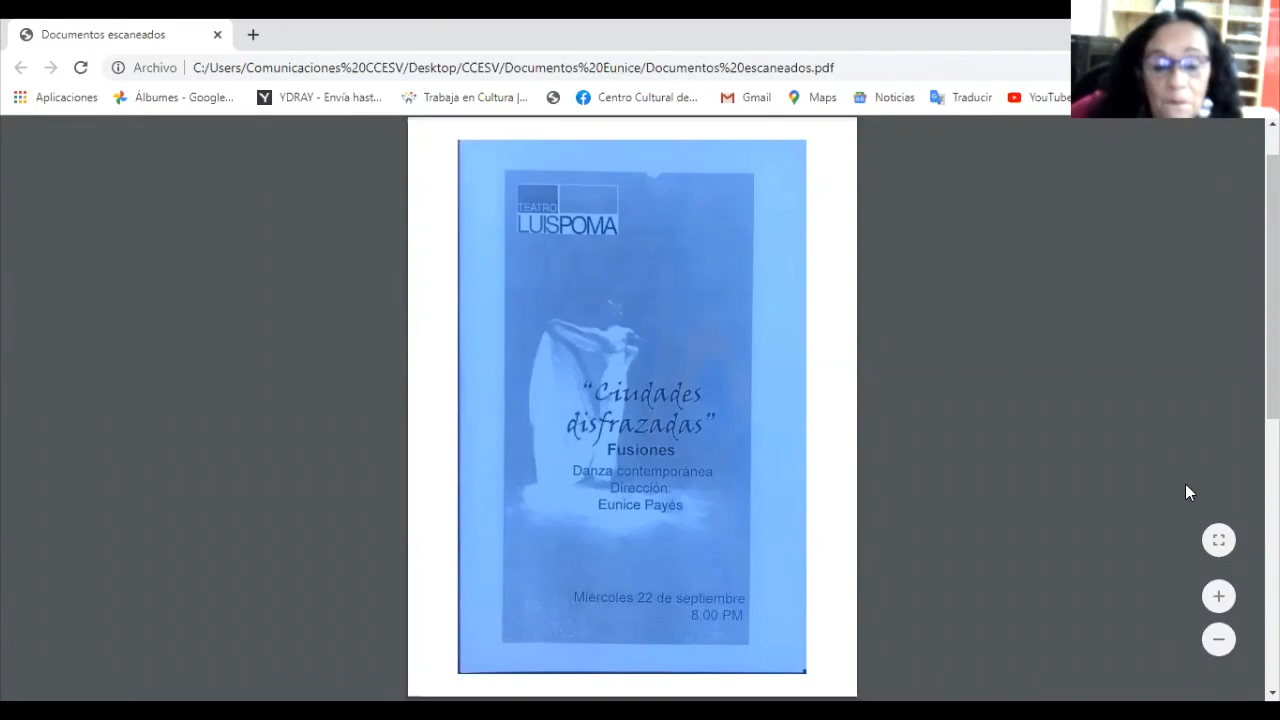 Documentos escaneados
Archivo
C:/Users/Comunicaciones%20CCESV/Desktop/CCESV/Documentos%20Eunice/Documentos%20escaneados.pdf
Aplicaciones
Álbumes - Google...
YDRAY - Envía hast...
Trabaja en Cultura |...
Centro Cultural de...
Gmail
Maps
Noticias
Traducir
YouTube
TEATRO
LUISPOMA
"Ciudades
disfrazadas"
Fusiones
Danza contemporánea
Dirección:
Eunice Payés
Miércoles 22 de septiembre
8:00 PM